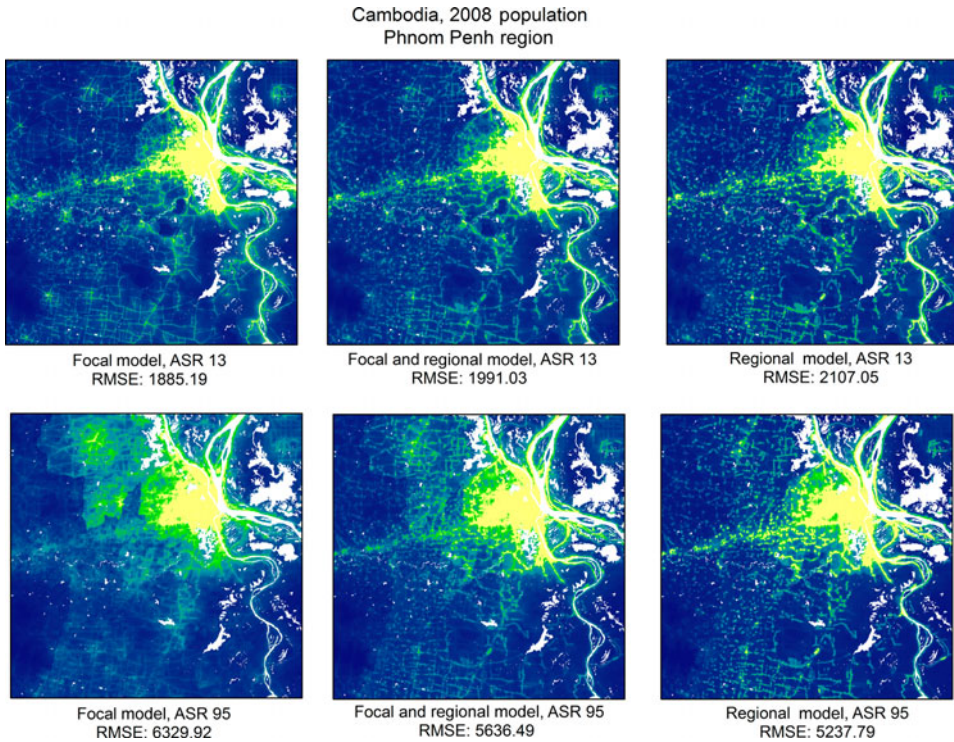 Cambodia, 2008 population
Phnom Penh region
Focal model, ASR 13
RMSE: 1885.19
Focal and regional model, ASR 13
RMSE: 1991.03
Regional model, ASR 13
RMSE: 2107.05
Focal model, ASR 95
RMSE: 6329.92
Focal and regional model, ASR 95
RMSE: 5636.49
Regional model, ASR 95
RMSE: 5237.79